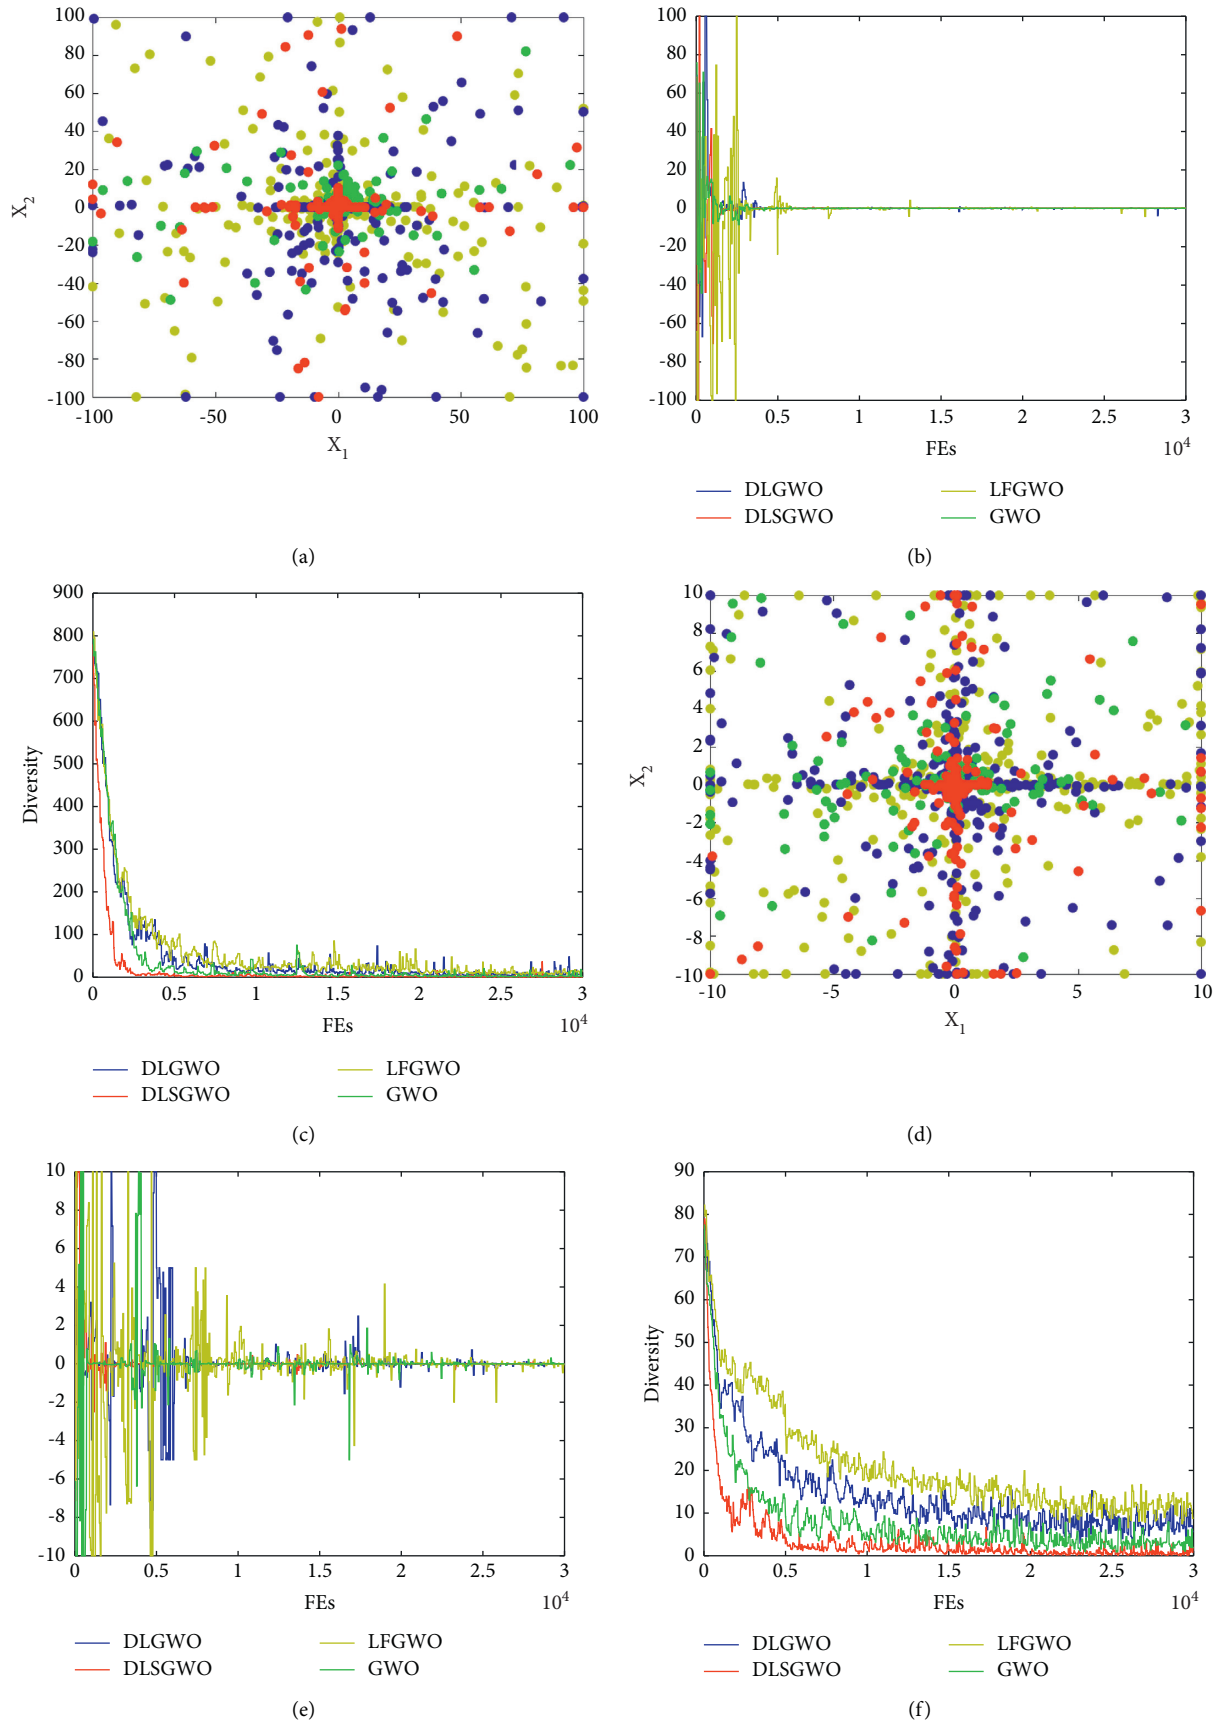 100
80
60
40
20
0
-20
-40
-60
-80
-100
X2
-100 -50 0 50 100
X1
(a)
100
80
60
40
20
0
-20
-40
-60
-80
-100
0 0.5 1 1.5 2 2.5 3
10^4
FEs
DLGWO LFGWO
DLSGWO GWO
(b)
900
800
700
600
500
400
300
200
100
0
Diversity
0 0.5 1 1.5 2 2.5 3
FEs 10^4
DLGWO LFGWO
DLSGWO GWO
(c)
10
8
6
4
2
0
-2
-4
-6
-8
-10
X2
-10 -5 0 5 10
X1
(d)
10
8
6
4
2
0
-2
-4
-6
-8
-10
0 0.5 1 1.5 2 2.5 3
FEs 10^4
DLGWO LFGWO
DLSGWO GWO
(e)
90
80
70
60
50
40
30
20
10
0
Diversity
0 0.5 1 1.5 2 2.5 3
FEs 10^4
DLGWO LFGWO
DLSGWO GWO
(f)